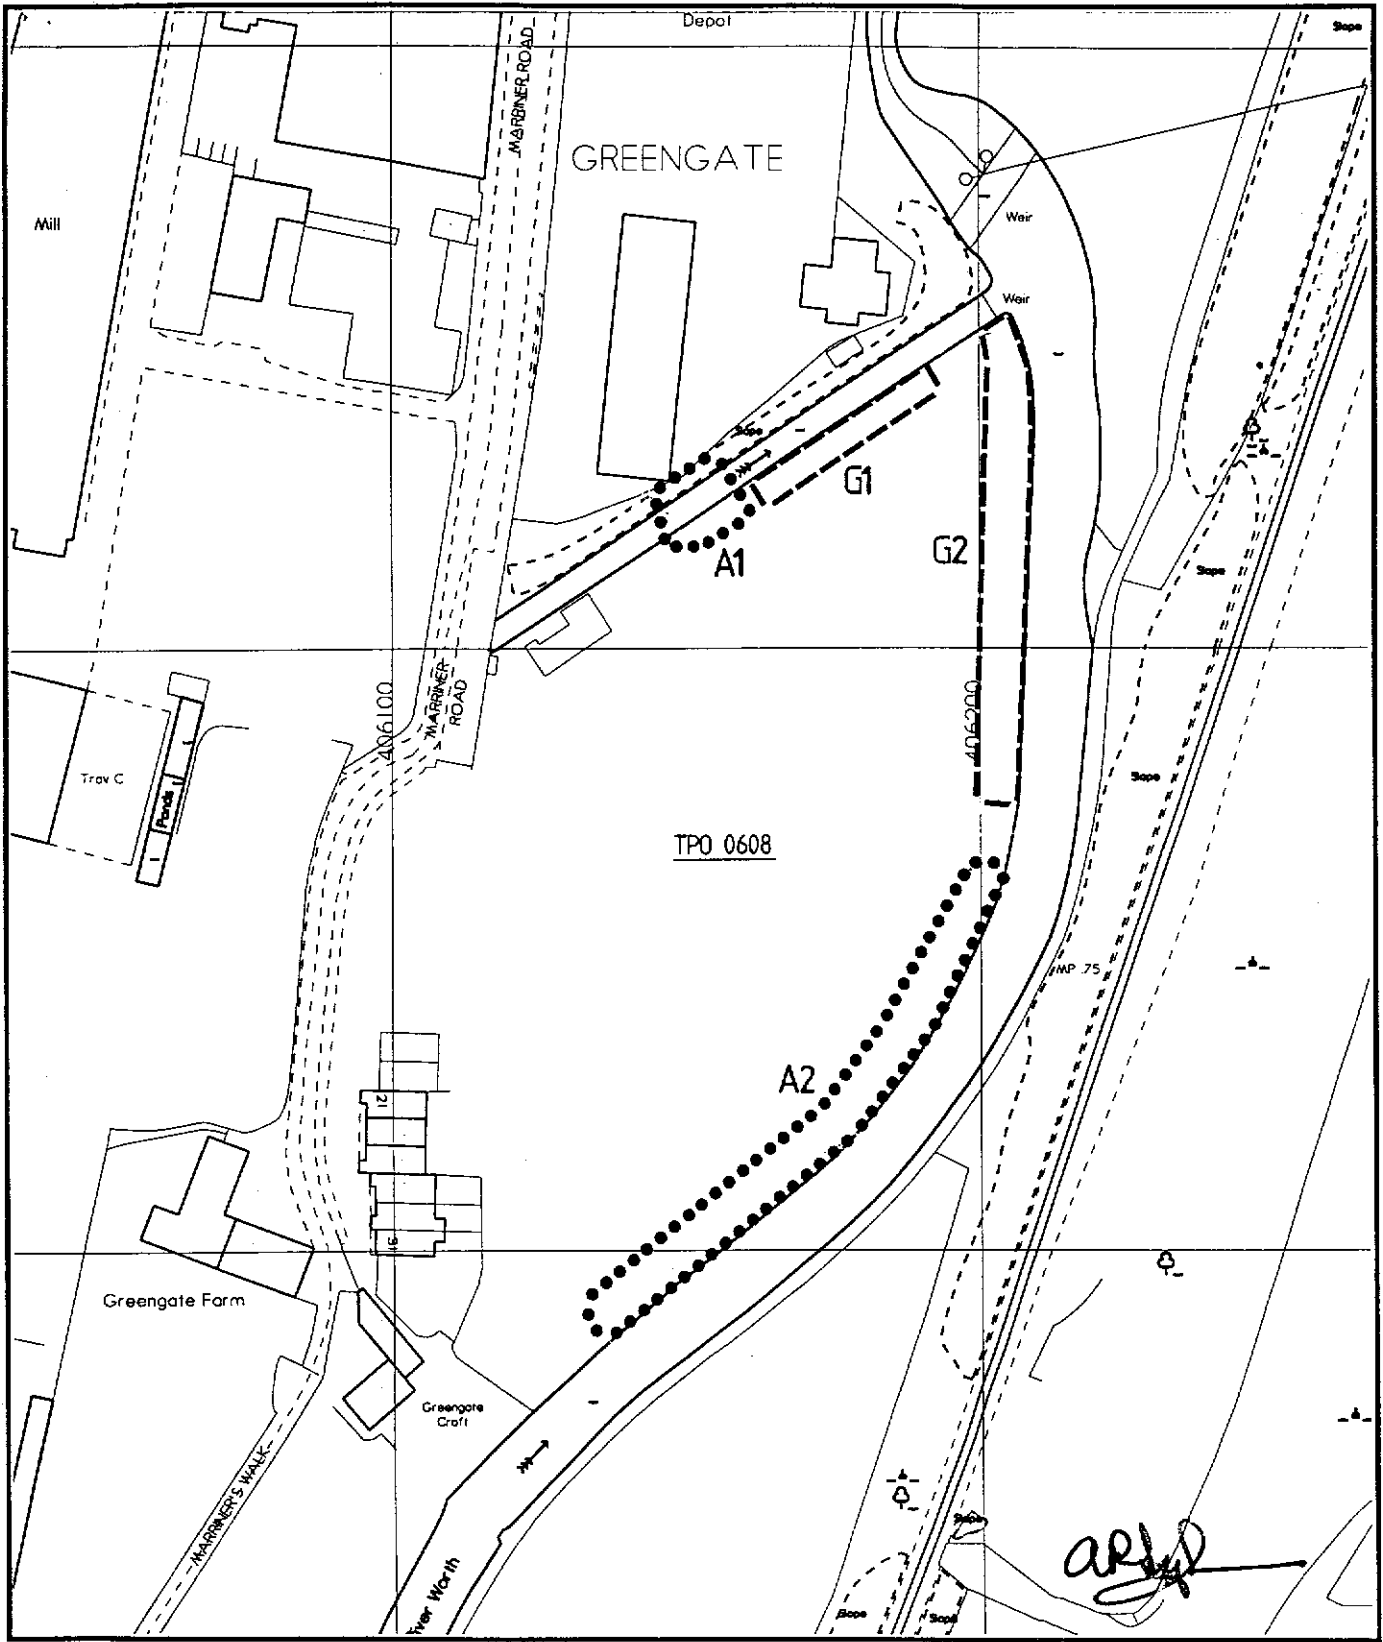 Depot
Slope
MARRINER ROAD
GREENGATE
Mill
Weir
Weir
Slope
G1
A1
G2
Slope
MARRINER
ROAD
406100
406200
Trav C
Ponds
Slope
TPO 0608
MP .75
A2
21
31
Greengate Farm
Greengate
Croft
MARRINER'S WALK
River Worth
Slope
Slope
Slope